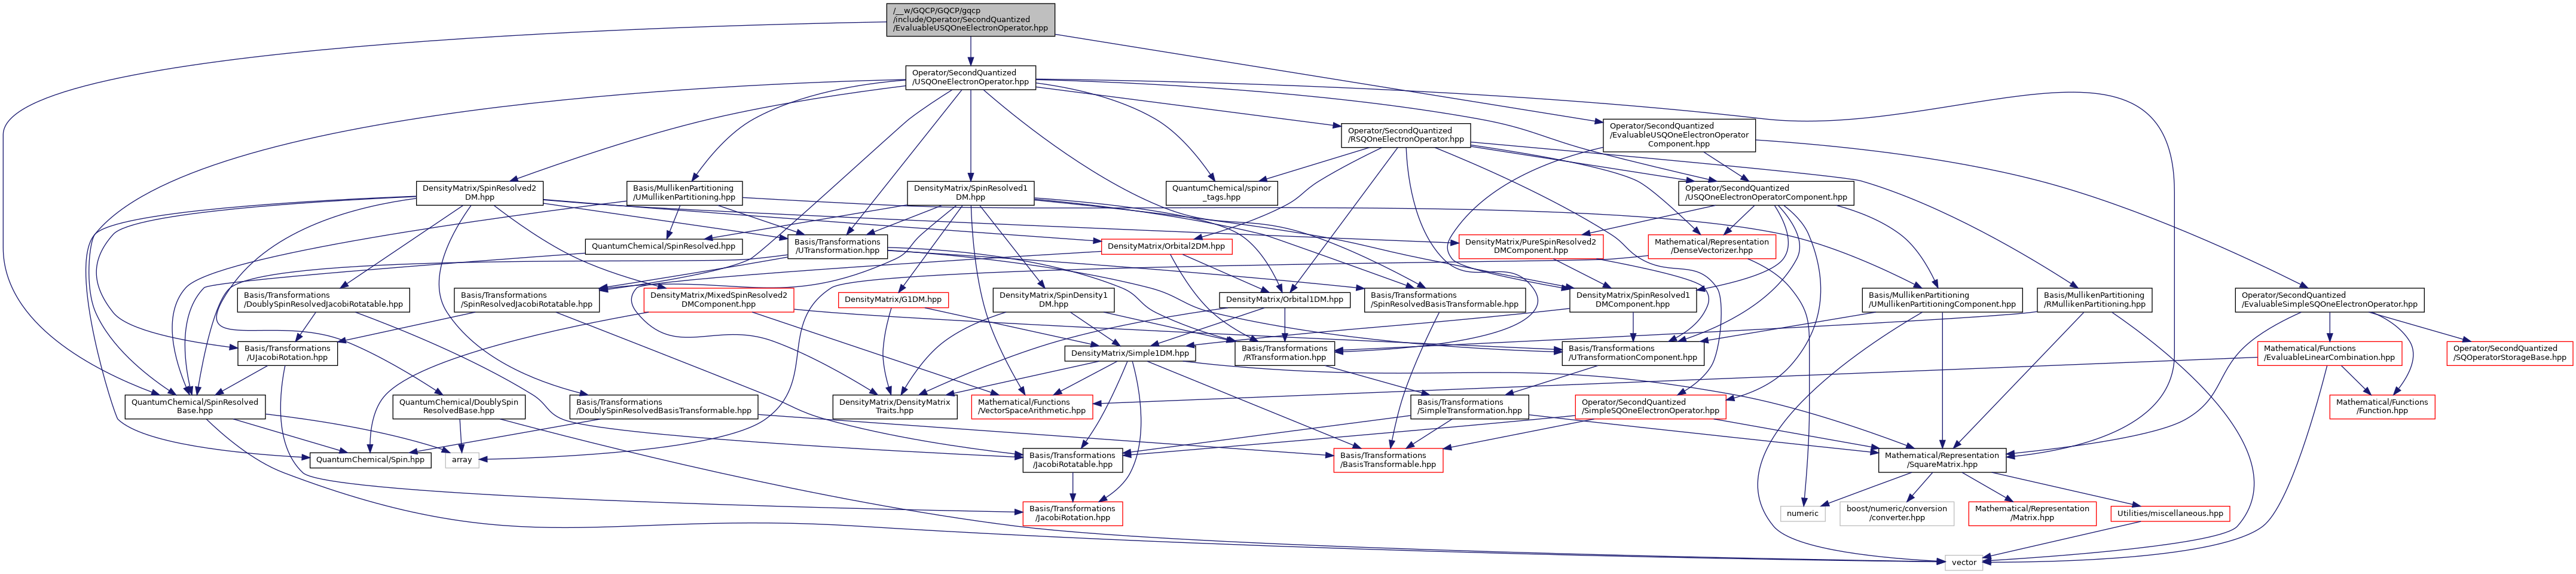 /__w/GQCP/GQCP/gqcp
/include/Operator/SecondQuantized
/EvaluableUSQOneElectronOperator.hpp
Operator/SecondQuantized
/USQOneElectronOperator.hpp
Operator/SecondQuantized
/RSQOneElectronOperator.hpp
Operator/SecondQuantized
/EvaluableUSQOneElectronOperator
Component.hpp
DensityMatrix/SpinResolved2
DM.hpp
Basis/MullikenPartitioning
/UMullikenPartitioning.hpp
DensityMatrix/SpinResolved1
DM.hpp
QuantumChemical/spinor
_tags.hpp
Operator/SecondQuantized
/USQOneElectronOperatorComponent.hpp
QuantumChemical/SpinResolved.hpp
Basis/Transformations
/UTransformation.hpp
DensityMatrix/Orbital2DM.hpp
DensityMatrix/PureSpinResolved2
DMComponent.hpp
Mathematical/Representation
/DenseVectorizer.hpp
Basis/Transformations
/DoublySpinResolvedJacobiRotatable.hpp
Basis/Transformations
/SpinResolvedJacobiRotatable.hpp
DensityMatrix/MixedSpinResolved2
DMComponent.hpp
DensityMatrix/G1DM.hpp
DensityMatrix/SpinDensity1
DM.hpp
DensityMatrix/Orbital1DM.hpp
Basis/Transformations
/SpinResolvedBasisTransformable.hpp
DensityMatrix/SpinResolved1
DMComponent.hpp
Basis/MullikenPartitioning
/UMullikenPartitioningComponent.hpp
Basis/MullikenPartitioning
/RMullikenPartitioning.hpp
Operator/SecondQuantized
/EvaluableSimpleSQOneElectronOperator.hpp
Basis/Transformations
/UJacobiRotation.hpp
DensityMatrix/Simple1DM.hpp
Basis/Transformations
/RTransformation.hpp
Basis/Transformations
/UTransformationComponent.hpp
Mathematical/Functions
/EvaluableLinearCombination.hpp
Operator/SecondQuantized
/SQOperatorStorageBase.hpp
QuantumChemical/SpinResolved
Base.hpp
QuantumChemical/DoublySpin
ResolvedBase.hpp
Basis/Transformations
/DoublySpinResolvedBasisTransformable.hpp
DensityMatrix/DensityMatrix
Traits.hpp
Mathematical/Functions
/VectorSpaceArithmetic.hpp
Basis/Transformations
/SimpleTransformation.hpp
Operator/SecondQuantized
/SimpleSQOneElectronOperator.hpp
Mathematical/Functions
/Function.hpp
QuantumChemical/Spin.hpp
array
Basis/Transformations
/JacobiRotatable.hpp
Basis/Transformations
/BasisTransformable.hpp
Mathematical/Representation
/SquareMatrix.hpp
Basis/Transformations
/JacobiRotation.hpp
numeric
boost/numeric/conversion
/converter.hpp
Mathematical/Representation
/Matrix.hpp
Utilities/miscellaneous.hpp
vector